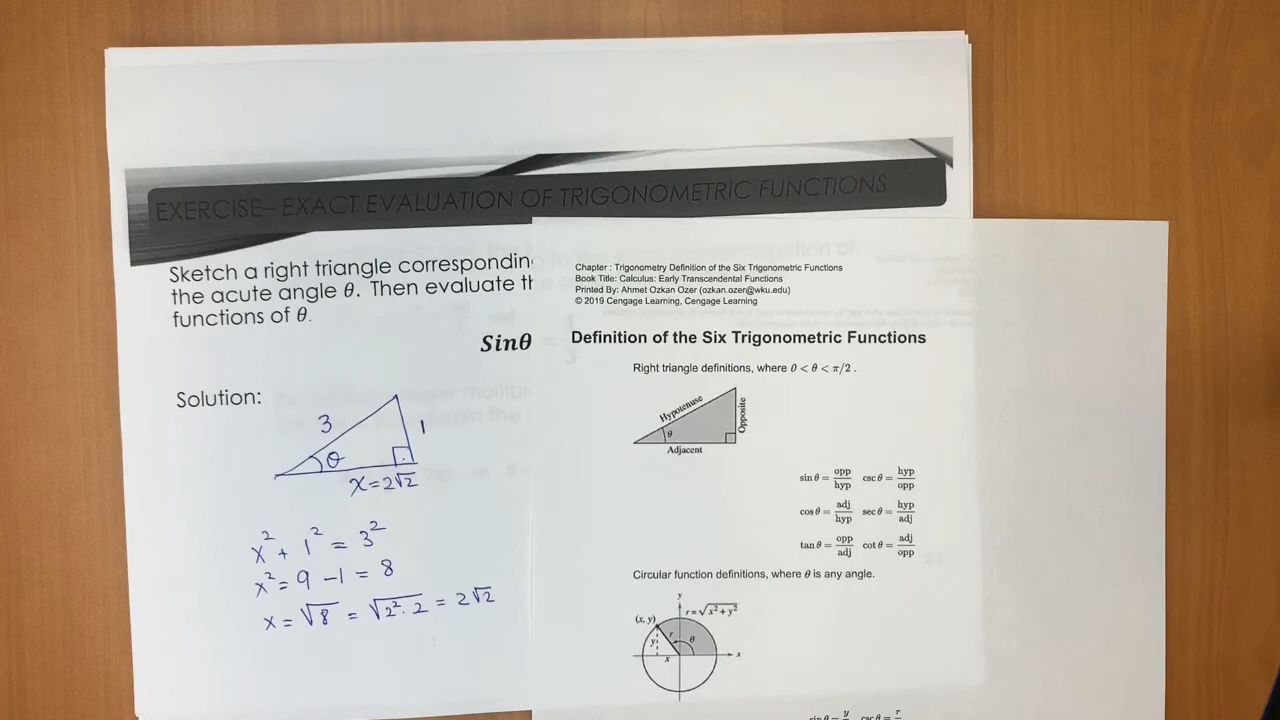 EXERCISE– EXACT EVALUATION OF TRIGONOMETRIC FUNCTIONS
Sketch a right triangle corresponding
the acute angle θ. Then evaluate th
functions of θ.
Sinθ =
Solution:
3
1
θ
x=2√2
x² + 1² = 3²
x² = 9 −1 = 8
x = √8 = √2².2 = 2√2
Chapter : Trigonometry Definition of the Six Trigonometric Functions
Book Title: Calculus: Early Transcendental Functions
Printed By: Ahmet Ozkan Ozer (ozkan.ozer@wku.edu)
© 2019 Cengage Learning, Cengage Learning
Definition of the Six Trigonometric Functions
Right triangle definitions, where 0 < θ < π/2 .
Hypotenuse
Opposite
θ
Adjacent
sin θ = opp/hyp csc θ = hyp/opp
cos θ = adj/hyp sec θ = hyp/adj
tan θ = opp/adj cot θ = adj/opp
20
Circular function definitions, where θ is any angle.
y
r = √x² + y²
(x, y)
r
θ
y
x
x
sin θ = y csc θ = r